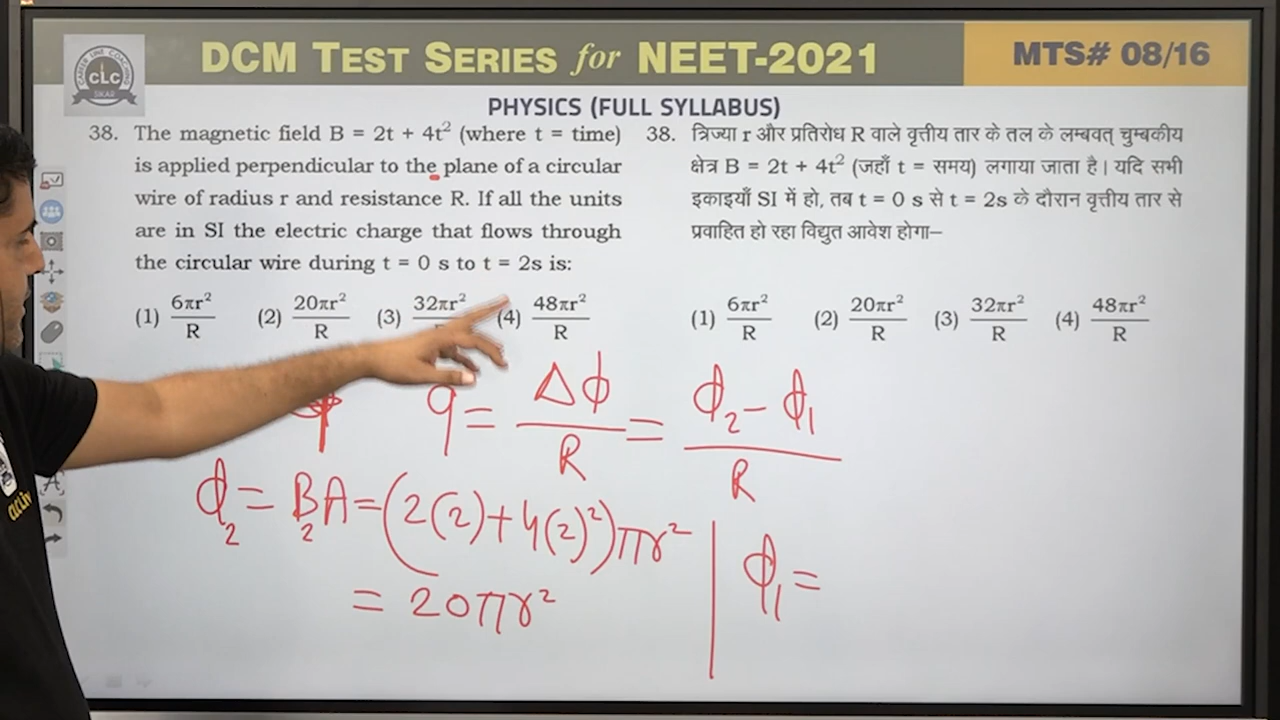 DCM TEST SERIES for NEET-2021
MTS# 08/16
CLC
SIKAR
PHYSICS (FULL SYLLABUS)
38. The magnetic field B = 2t + 4t² (where t = time)
is applied perpendicular to the plane of a circular
wire of radius r and resistance R. If all the units
are in SI the electric charge that flows through
the circular wire during t = 0 s to t = 2s is:
(1) 6πr²/R (2) 20πr²/R (3) 32πr² (4) 48πr²/R
38. त्रिज्या r और प्रतिरोध R वाले वृत्तीय तार के तल के लम्बवत् चुम्बकीय
क्षेत्र B = 2t + 4t² (जहाँ t = समय) लगाया जाता है। यदि सभी
इकाइयाँ SI में हो, तब t = 0 s से t = 2s के दौरान वृत्तीय तार से
प्रवाहित हो रहा विद्युत आवेश होगा–
(1) 6πr²/R (2) 20πr²/R (3) 32πr²/R (4) 48πr²/R
q = Δϕ/R = (ϕ₂ – ϕ₁)/R
ϕ₂ = B₂A = (2(2)+4(2)²)πr²
= 20πr²
ϕ₁ =